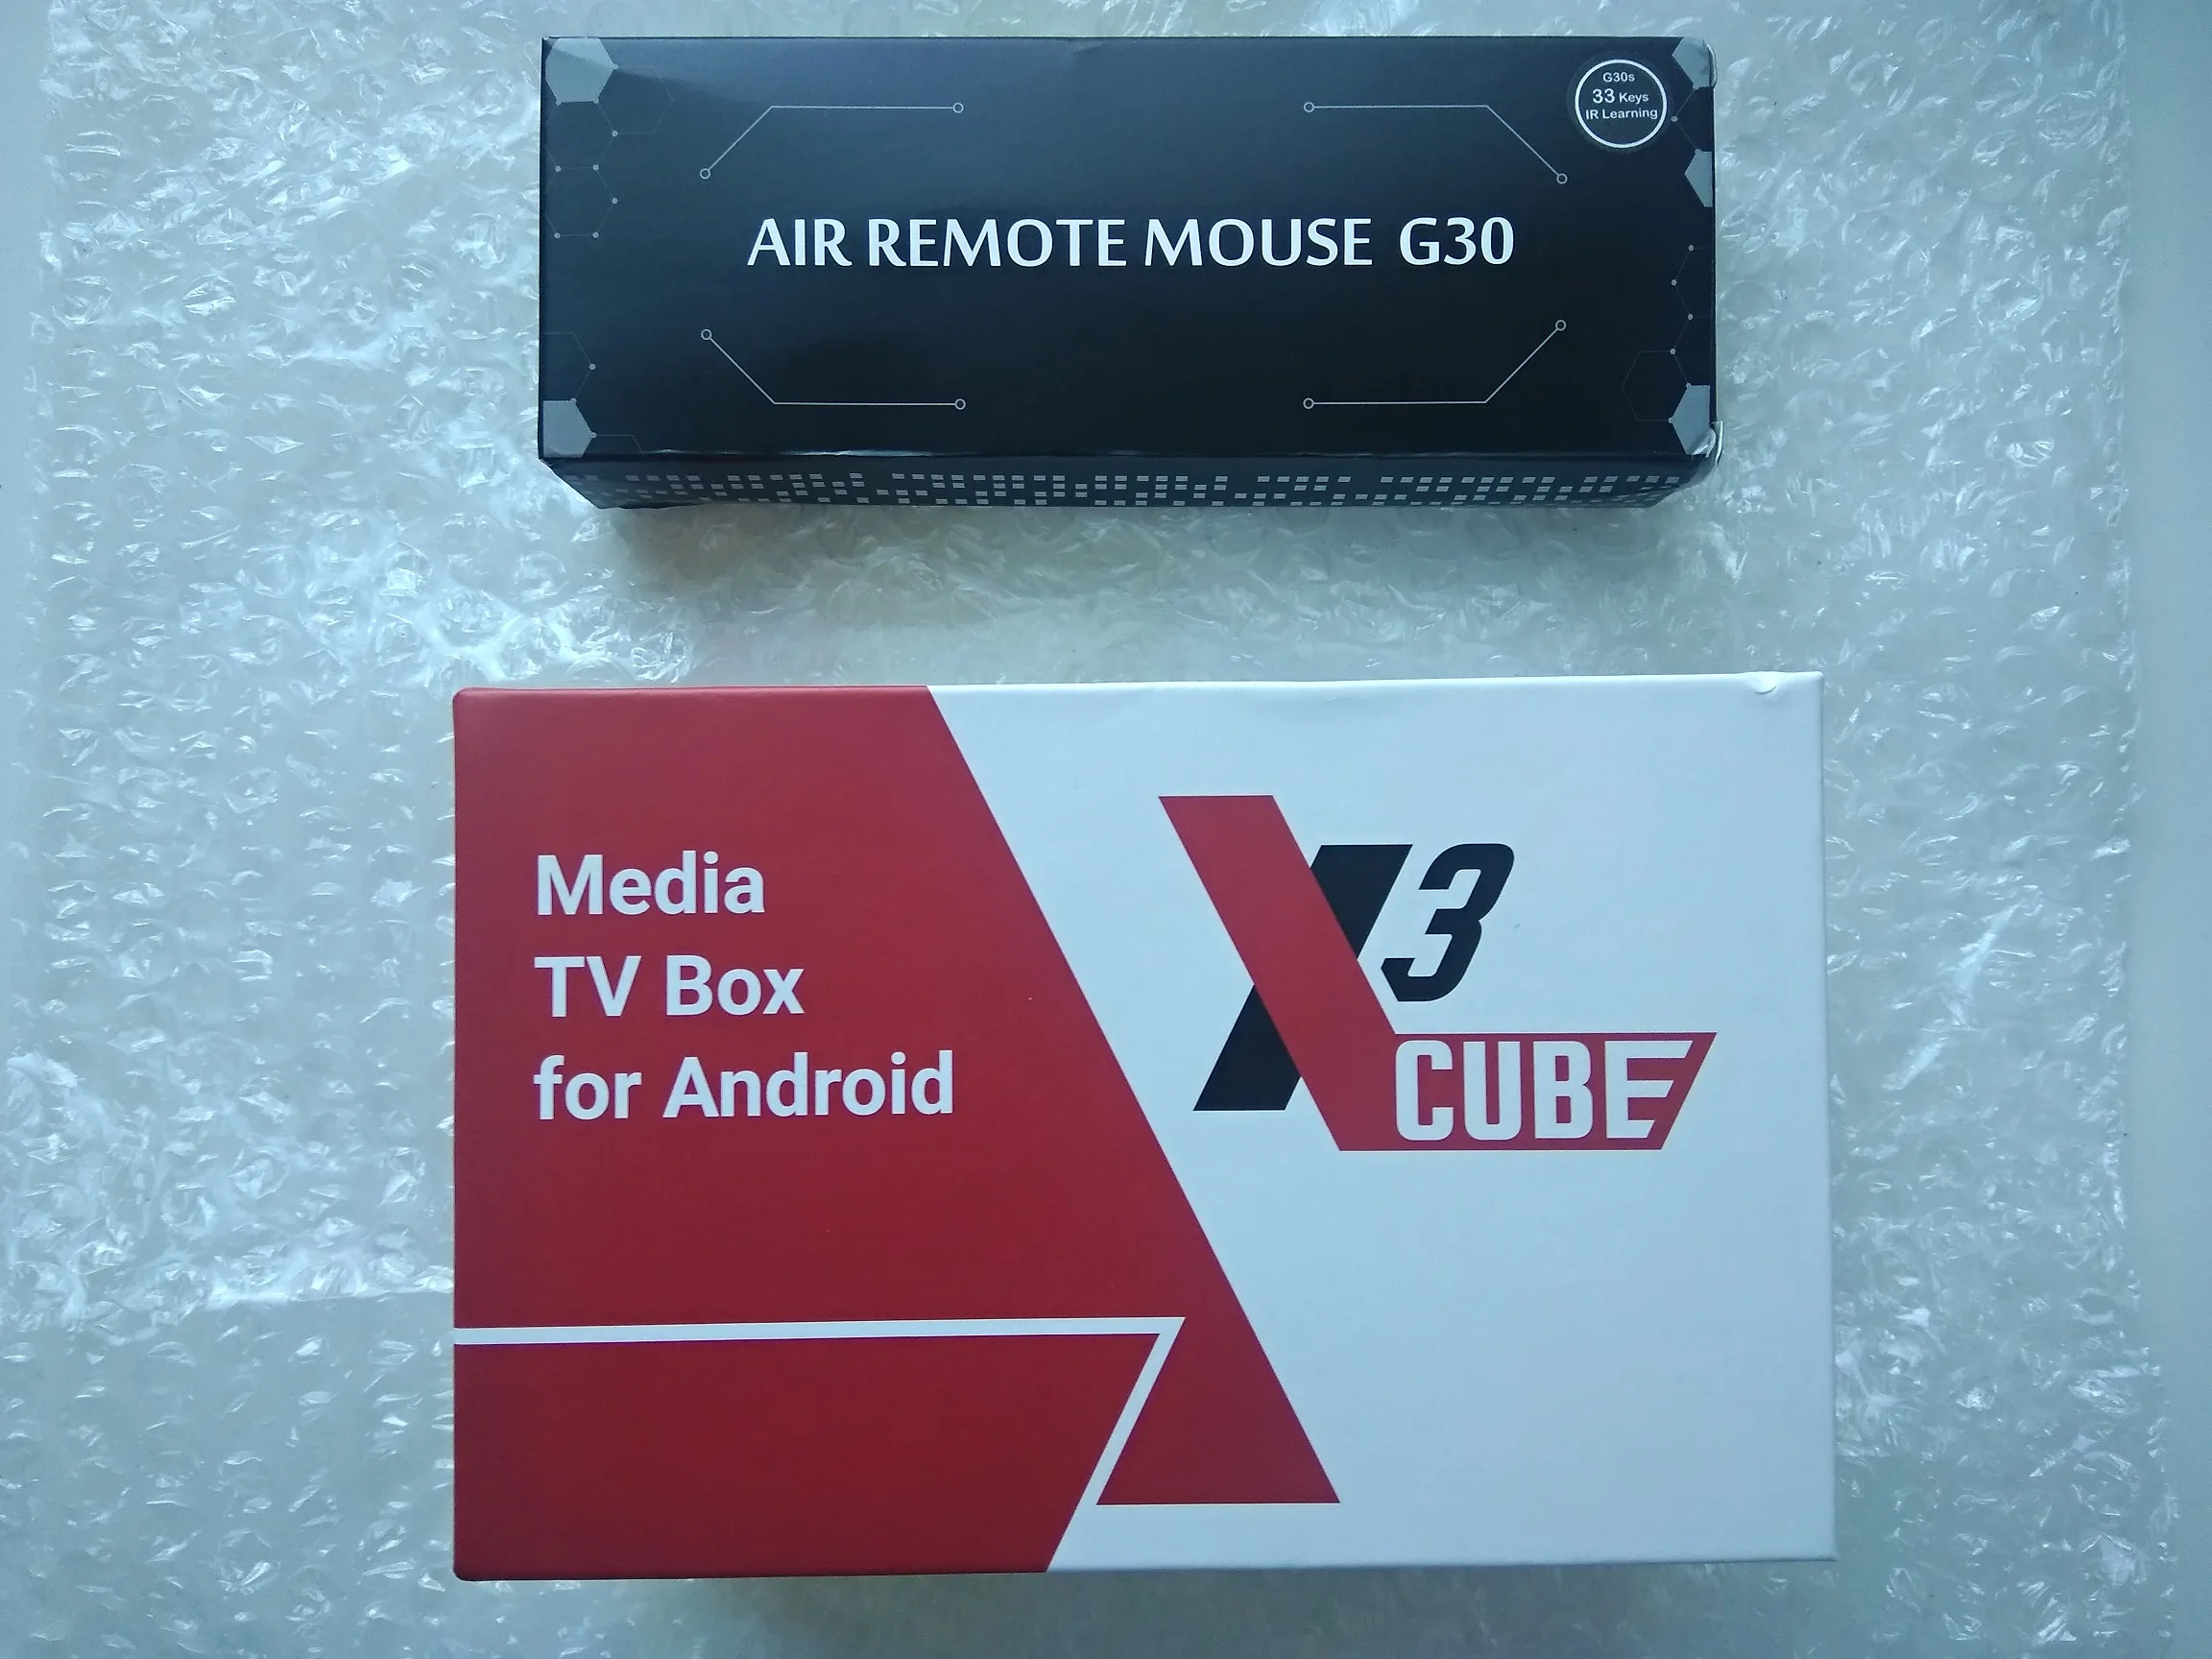 G30s
33 Keys
IR Learning
AIR REMOTE MOUSE G30
Media
TV Box
for Android
X3
CUBE